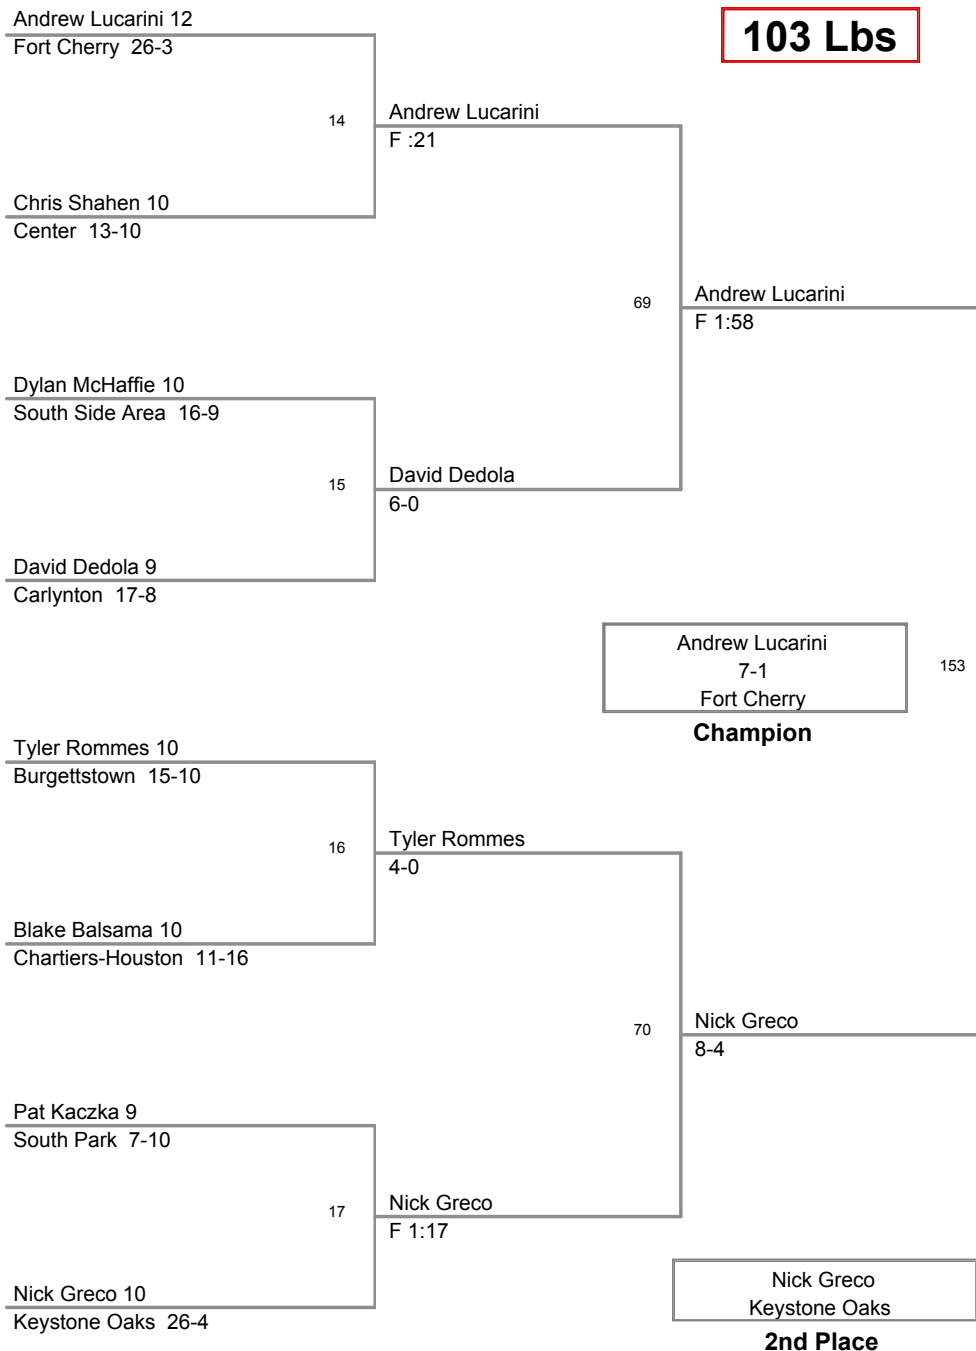 Andrew Lucarini 12
Fort Cherry 26-3
103 Lbs
14
Andrew Lucarini
F :21
Chris Shahen 10
Center 13-10
69
Andrew Lucarini
F 1:58
Dylan McHaffie 10
South Side Area 16-9
15
David Dedola
6-0
David Dedola 9
Carlynton 17-8
Andrew Lucarini
7-1
Fort Cherry
153
Champion
Tyler Rommes 10
Burgettstown 15-10
16
Tyler Rommes
4-0
Blake Balsama 10
Chartiers-Houston 11-16
70
Nick Greco
8-4
Pat Kaczka 9
South Park 7-10
17
Nick Greco
F 1:17
Nick Greco 10
Keystone Oaks 26-4
Nick Greco
Keystone Oaks
2nd Place